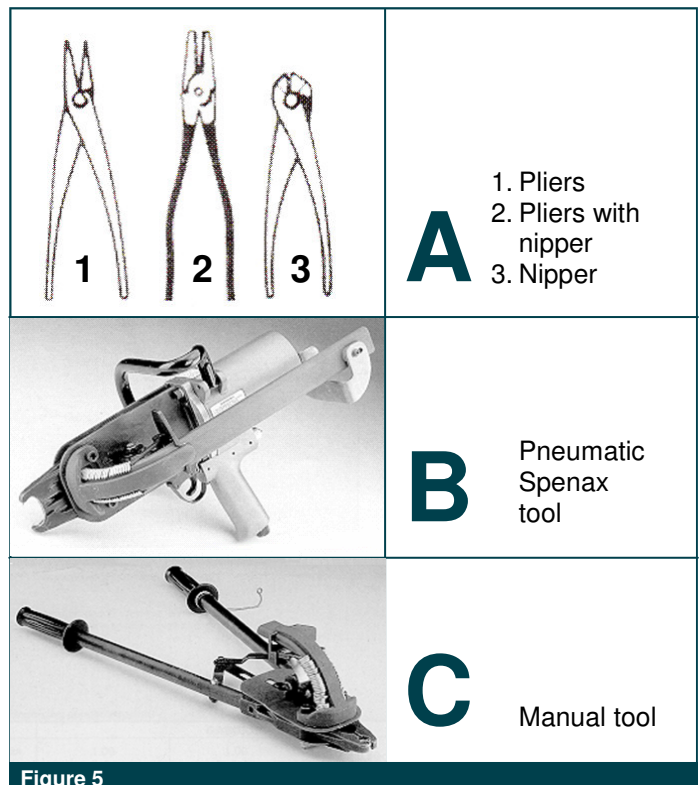 1 2 3
A
1. Pliers
2. Pliers with
nipper
3. Nipper
B
Pneumatic
Spenax
tool
C
Manual tool
Figure 5